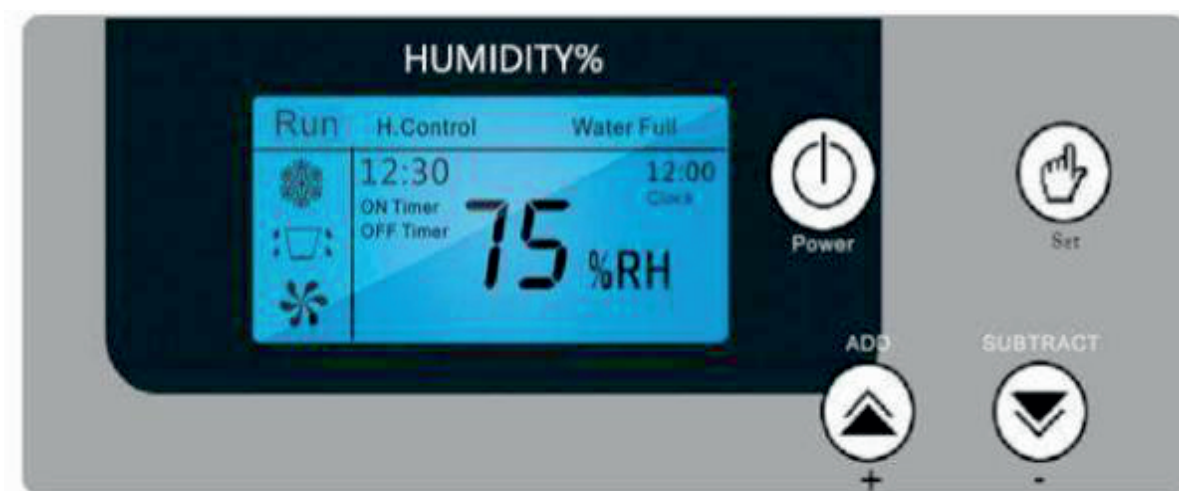 HUMIDITY%
Run H.Control Water Full
12:30 12:00
Clock
ON Timer
OFF Timer
75 %RH
Power
Set
ADD SUBTRACT
+ -